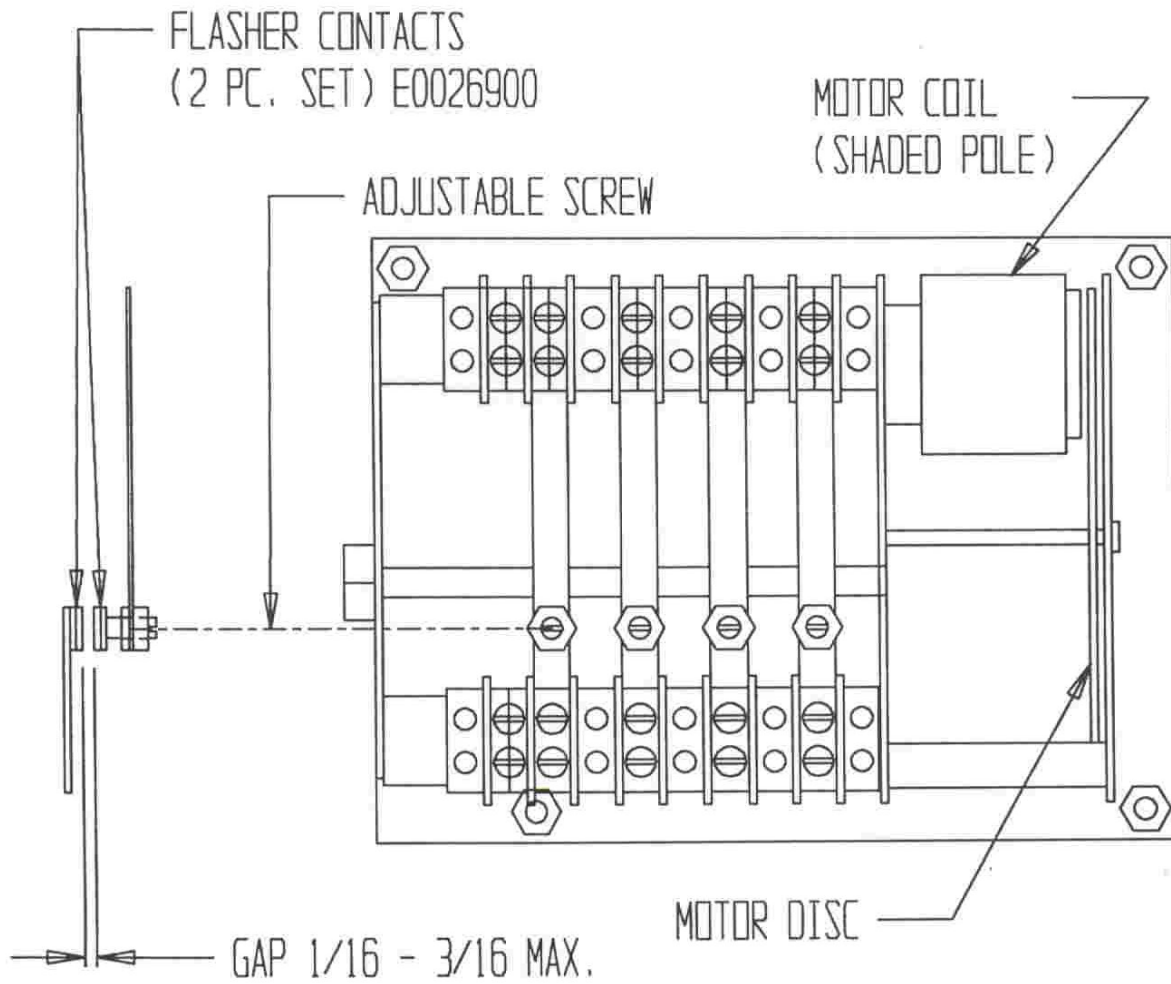 FLASHER CONTACTS
(2 PC. SET) E0026900
MOTOR COIL
(SHADED POLE)
ADJUSTABLE SCREW
MOTOR DISC
GAP 1/16 - 3/16 MAX.